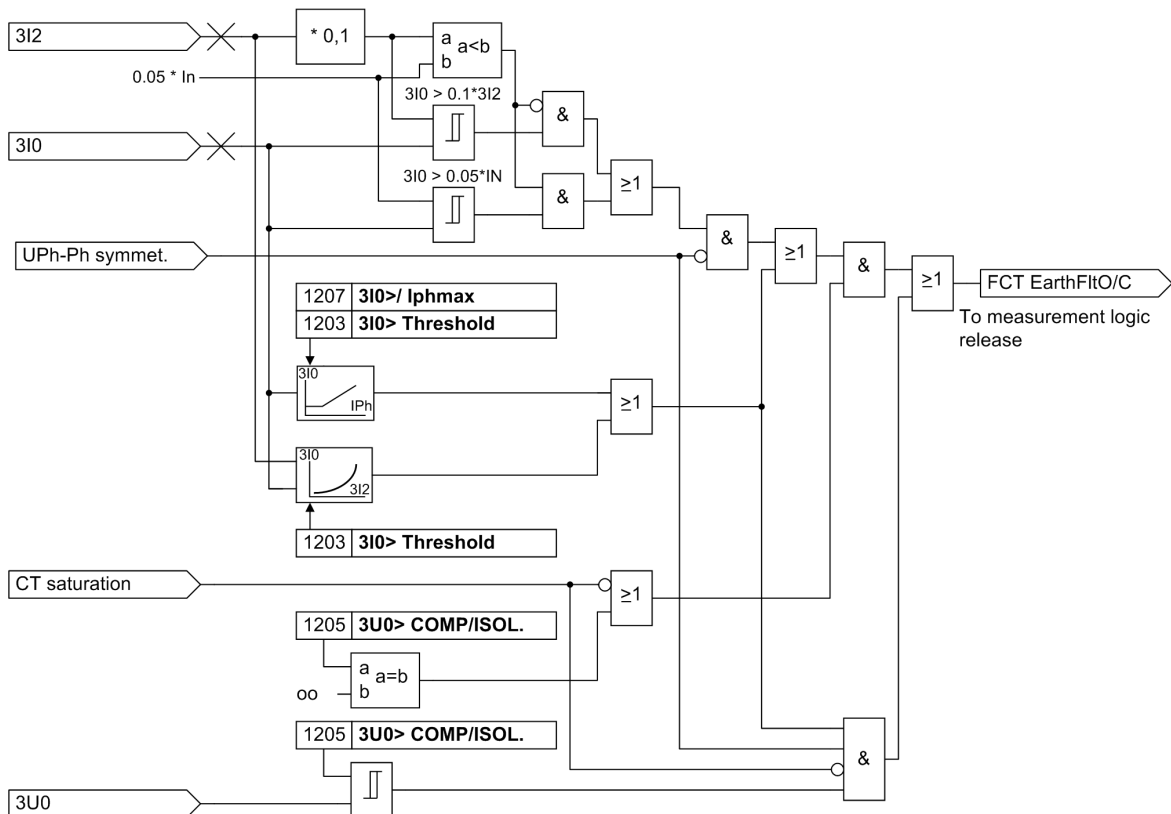 3I2
* 0,1
a
b
a<b
0.05 * In
3I0 > 0.1*3I2
&
3I0
3I0 > 0.05*IN
&
≥1
&
UPh-Ph symmet.
≥1
&
≥1
FCT EarthFltO/C
To measurement logic
release
1207 3I0>/ Iphmax
1203 3I0> Threshold
3I0
IPh
≥1
3I0
3I2
1203 3I0> Threshold
CT saturation
≥1
1205 3U0> COMP/ISOL.
a
b
a=b
oo
1205 3U0> COMP/ISOL.
&
3U0